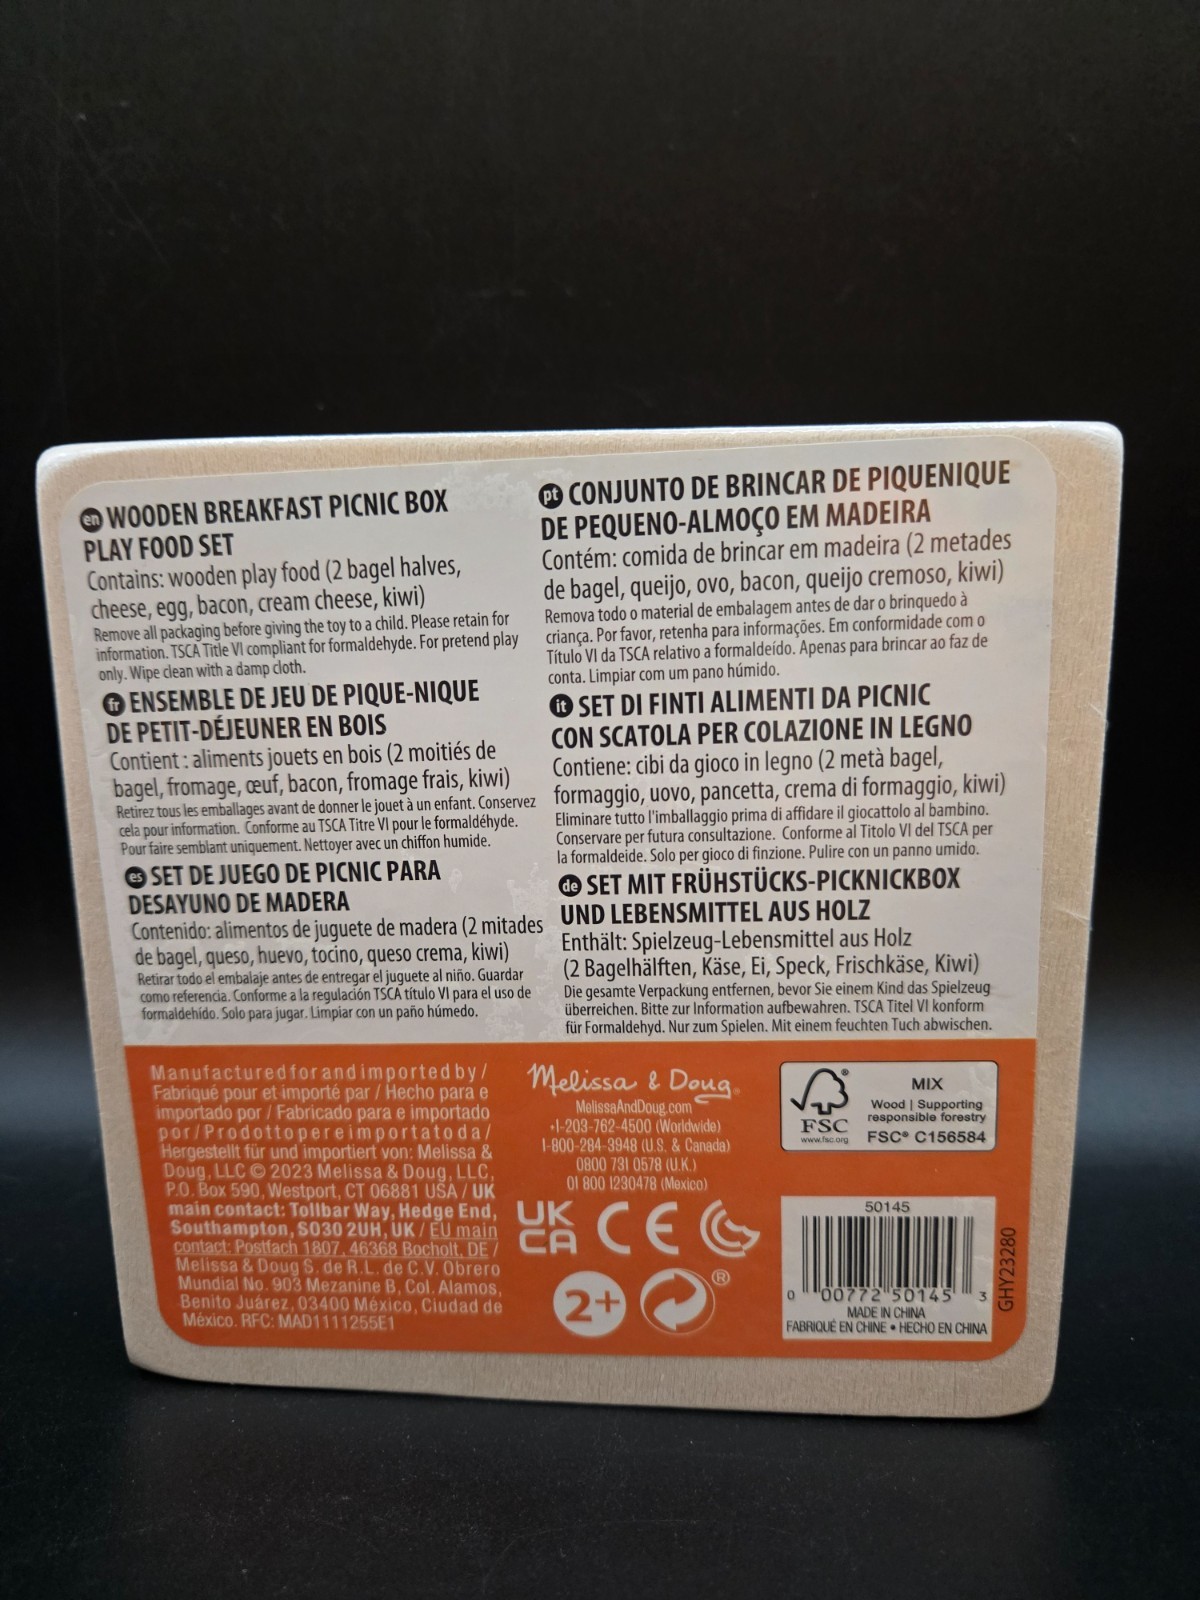 en WOODEN BREAKFAST PICNIC BOX
PLAY FOOD SET
Contains: wooden play food (2 bagel halves,
cheese, egg, bacon, cream cheese, kiwi)
Remove all packaging before giving the toy to a child. Please retain for
information. TSCA Title VI compliant for formaldehyde. For pretend play
only. Wipe clean with a damp cloth.
fr ENSEMBLE DE JEU DE PIQUE-NIQUE
DE PETIT-DÉJEUNER EN BOIS
Contient : aliments jouets en bois (2 moitiés de
bagel, fromage, œuf, bacon, fromage frais, kiwi)
Retirez tous les emballages avant de donner le jouet à un enfant. Conservez
cela pour information. Conforme au TSCA Titre VI pour le formaldéhyde.
Pour faire semblant uniquement. Nettoyer avec un chiffon humide.
es SET DE JUEGO DE PICNIC PARA
DESAYUNO DE MADERA
Contenido: alimentos de juguete de madera (2 mitades
de bagel, queso, huevo, tocino, queso crema, kiwi)
Retirar todo el embalaje antes de entregar el juguete al niño. Guardar
como referencia. Conforme a la regulación TSCA título VI para el uso de
formaldehído. Solo para jugar. Limpiar con un paño húmedo.
pt CONJUNTO DE BRINCAR DE PIQUENIQUE
DE PEQUENO-ALMOÇO EM MADEIRA
Contém: comida de brincar em madeira (2 metades
de bagel, queijo, ovo, bacon, queijo cremoso, kiwi)
Remova todo o material de embalagem antes de dar o brinquedo à
criança. Por favor, retenha para informações. Em conformidade com o
Título VI da TSCA relativo a formaldeído. Apenas para brincar ao faz de
conta. Limpiar com um pano húmido.
it SET DI FINTI ALIMENTI DA PICNIC
CON SCATOLA PER COLAZIONE IN LEGNO
Contiene: cibi da gioco in legno (2 metà bagel,
formaggio, uovo, pancetta, crema di formaggio, kiwi)
Eliminare tutto l'imballaggio prima di affidare il giocattolo al bambino.
Conservare per futura consultazione. Conforme al Titolo VI del TSCA per
la formaldeide. Solo per gioco di finzione. Pulire con un panno umido.
de SET MIT FRÜHSTÜCKS-PICKNICKBOX
UND LEBENSMITTEL AUS HOLZ
Enthält: Spielzeug-Lebensmittel aus Holz
(2 Bagelhälften, Käse, Ei, Speck, Frischkäse, Kiwi)
Die gesamte Verpackung entfernen, bevor Sie einem Kind das Spielzeug
überreichen. Bitte zur Information aufbewahren. TSCA Titel VI konform
für Formaldehyd. Nur zum Spielen. Mit einem feuchten Tuch abwischen.
Manufactured for and imported by /
Fabriqué pour et importé par / Hecho para e
importado por / Fabricado para e importado
por / Prodotto per e importato da /
Hergestellt für und importiert von: Melissa &
Doug, LLC © 2023 Melissa & Doug, LLC,
P.O. Box 590, Westport, CT 06881 USA / UK
main contact: Tollbar Way, Hedge End,
Southampton, SO30 2UH, UK / EU main
contact: Postfach 1807, 46368 Bocholt, DE /
Melissa & Doug S. de R.L. de C.V. Obrero
Mundial No. 903 Mezanine B, Col. Alamos,
Benito Juárez, 03400 México, Ciudad de
México. RFC: MAD1111255E1
Melissa & Doug®
MelissaAndDoug.com
+1-203-762-4500 (Worldwide)
1-800-284-3948 (U.S. & Canada)
0800 731 0578 (U.K.)
01 800 1230478 (Mexico)
UK
CA CE
2+ ®
®
FSC
www.fsc.org
MIX
Wood | Supporting
responsible forestry
FSC® C156584
50145
0 00772 50145 3
MADE IN CHINA
FABRIQUÉ EN CHINE • HECHO EN CHINA
GHY23280